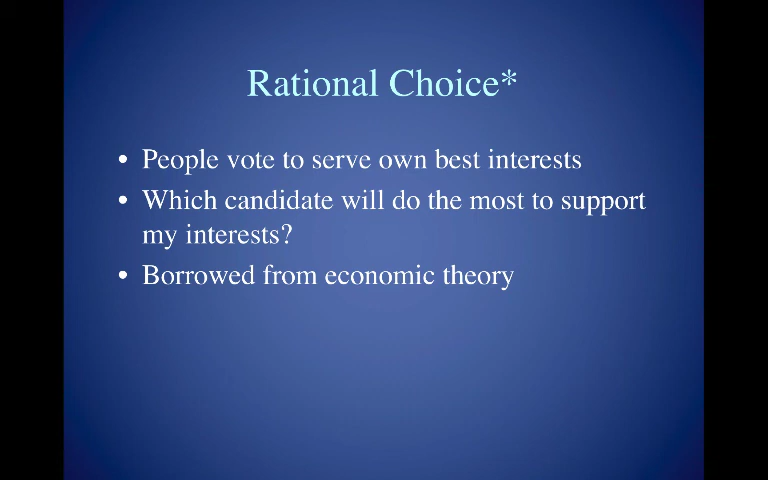 Rational Choice*
• People vote to serve own best interests
• Which candidate will do the most to support
my interests?
• Borrowed from economic theory